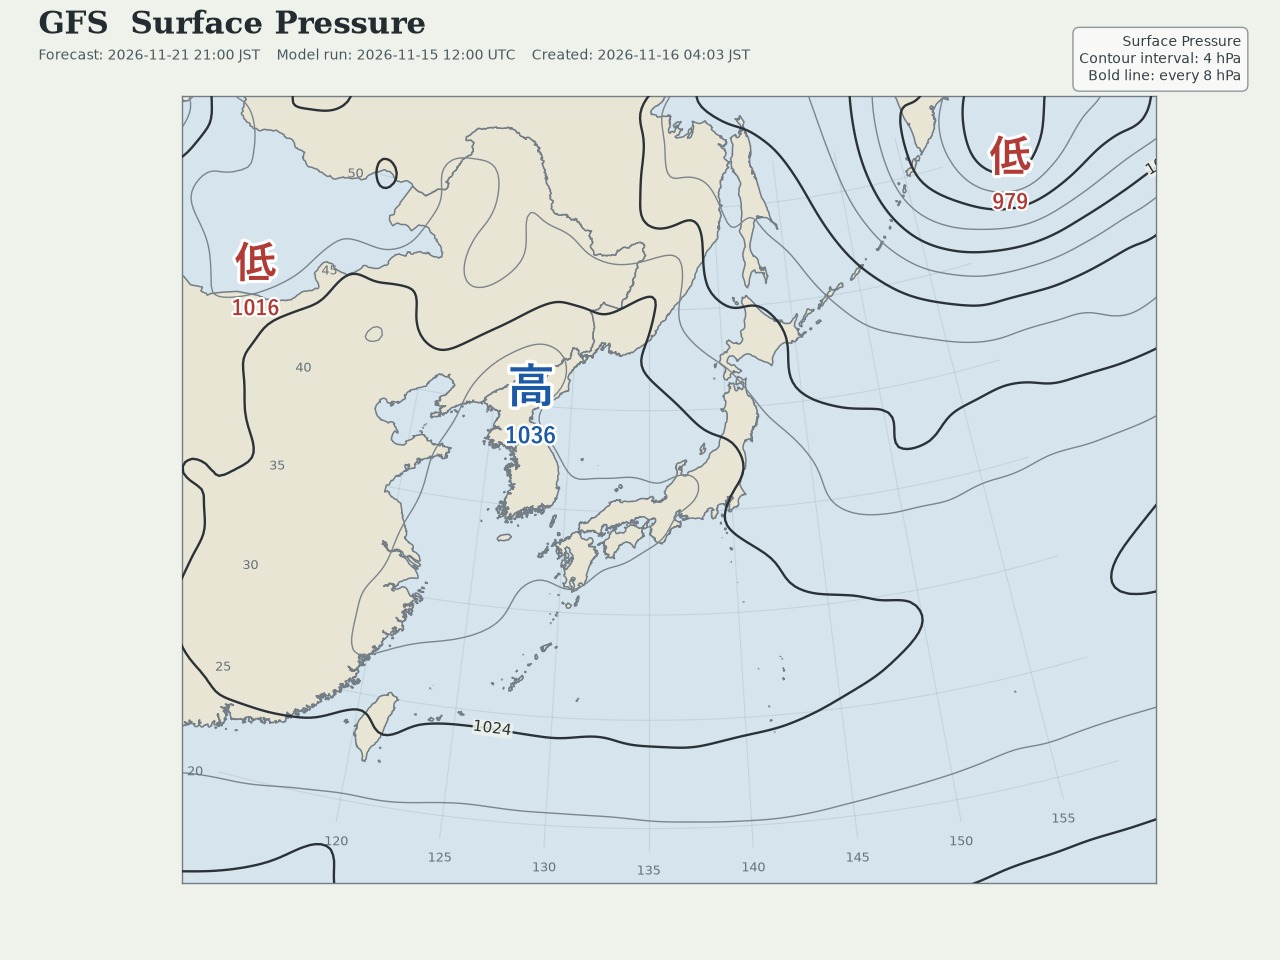 GFS  Surface Pressure
Forecast: 2026-11-21 21:00 JST    Model run: 2026-11-15 12:00 UTC    Created: 2026-11-16 04:03 JST
Surface Pressure
Contour interval: 4 hPa
Bold line: every 8 hPa
低
979
50
低
1016
45
40
高
1036
35
30
25
1024
20
120
125
130
135
140
145
150
155